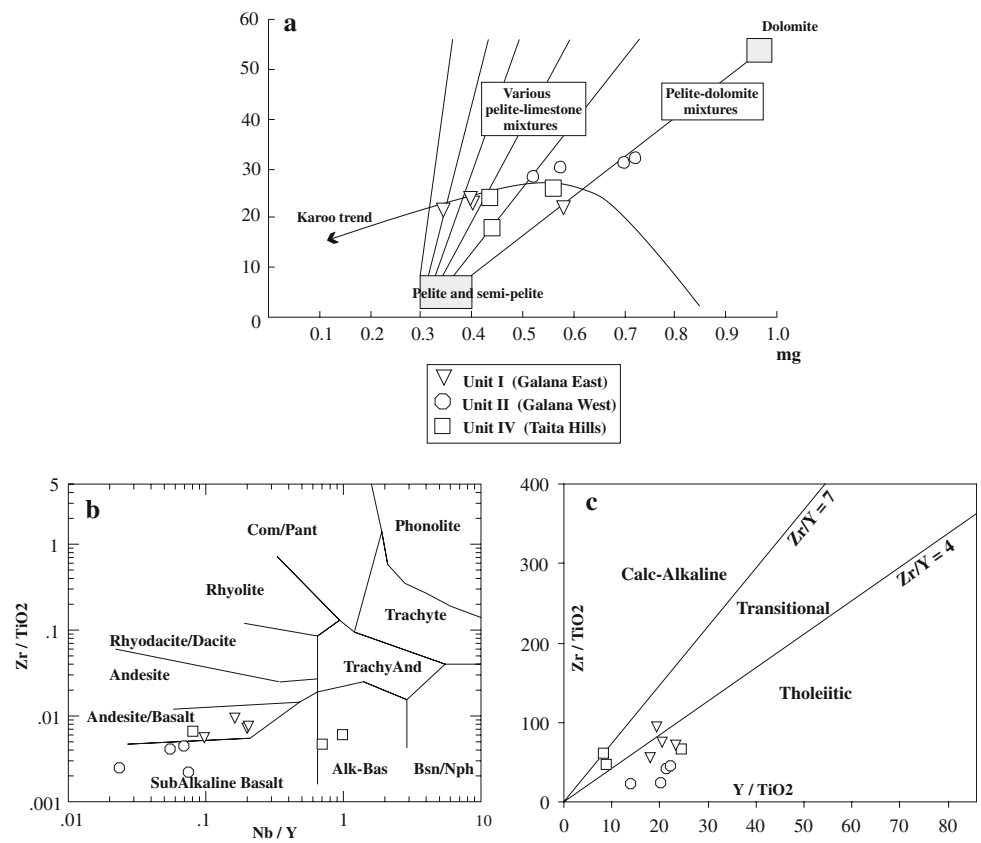 a
60
50
40
30
20
10
0
Dolomite
Various
pelite-limestone
mixtures
Pelite-dolomite
mixtures
Karoo trend
Pelite and semi-pelite
0.1 0.2 0.3 0.4 0.5 0.6 0.7 0.8 0.9 1.0
mg
Unit I (Galana East)
Unit II (Galana West)
Unit IV (Taita Hills)
b
5
1
.1
.01
.001
Zr / TiO2
Com/Pant
Phonolite
Rhyolite
Trachyte
Rhyodacite/Dacite
TrachyAnd
Andesite
Andesite/Basalt
SubAlkaline Basalt
Alk-Bas
Bsn/Nph
.01 .1 1 10
Nb / Y
c
400
300
200
100
0
Zr / TiO2
Zr/Y = 7
Zr/Y = 4
Calc-Alkaline
Transitional
Tholeiitic
Y / TiO2
0 10 20 30 40 50 60 70 80